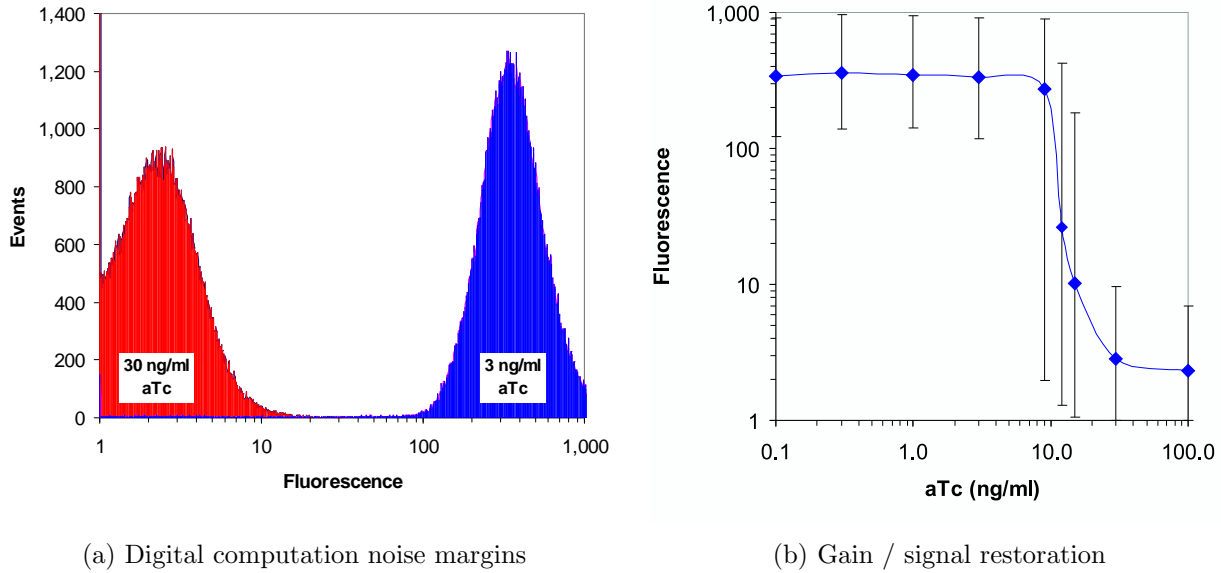 1,400
1,200
1,000
800
600
400
200
0
Events
30 ng/ml
aTc
3 ng/ml
aTc
1
10
100
1,000
Fluorescence
(a) Digital computation noise margins
1,000
100
10
1
Fluorescence
0.1
1.0
10.0
100.0
aTc (ng/ml)
(b) Gain / signal restoration